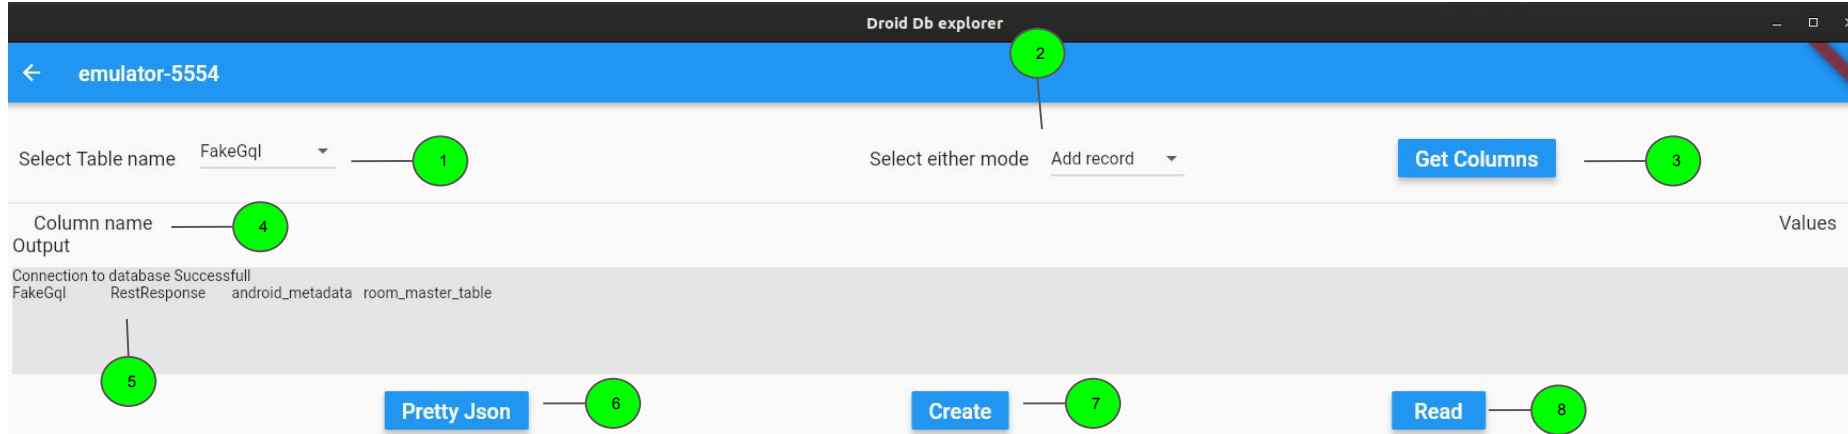 Droid Db explorer
2
emulator-5554
Select Table name FakeGql 1 Select either mode Add record Get Columns 3
Column name 4 Values
Output
Connection to database Successfull
FakeGql RestResponse android_metadata room_master_table
5
Pretty Json 6 Create 7 Read 8